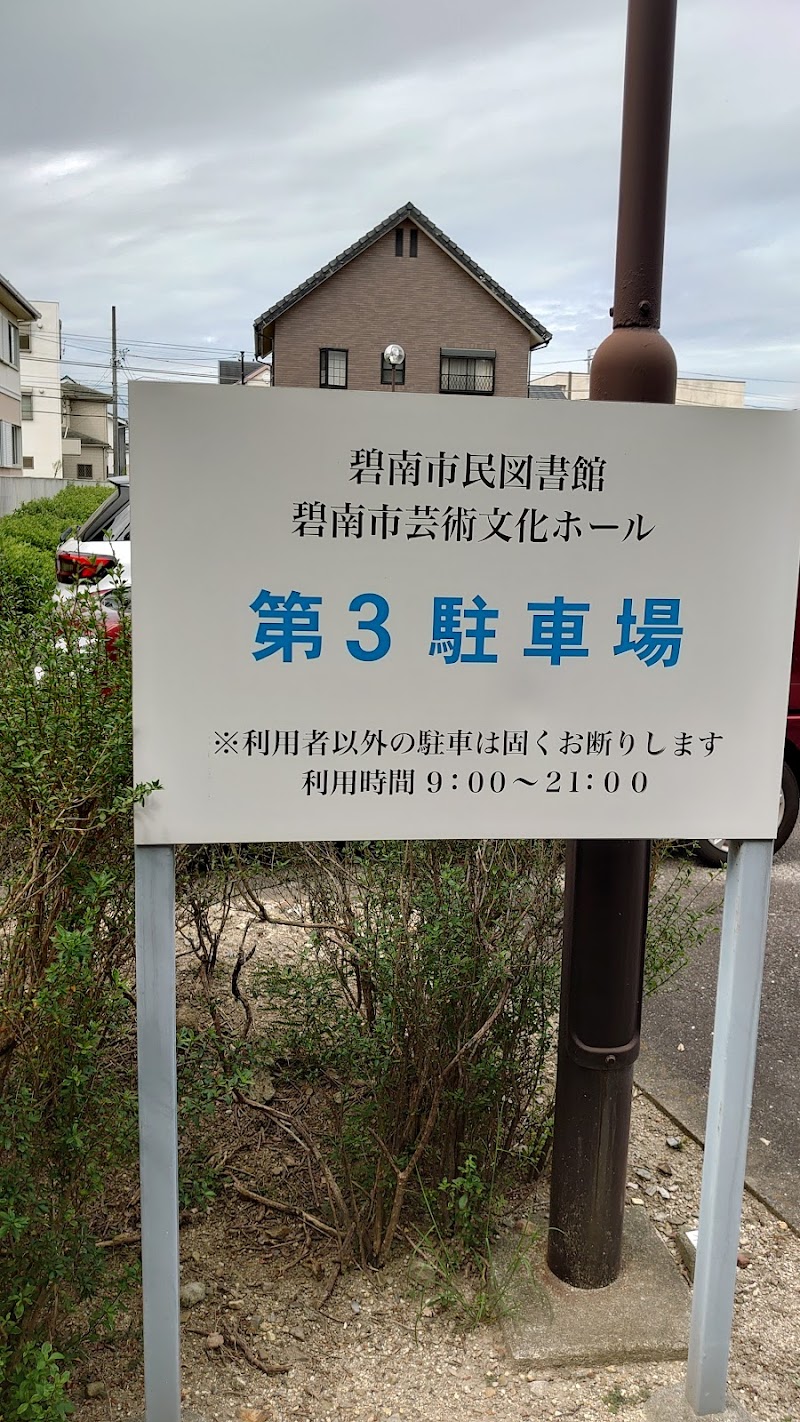 碧南市民図書館
碧南市芸術文化ホール
第3駐車場
※利用者以外の駐車は固くお断りします
利用時間 9:00〜21:00